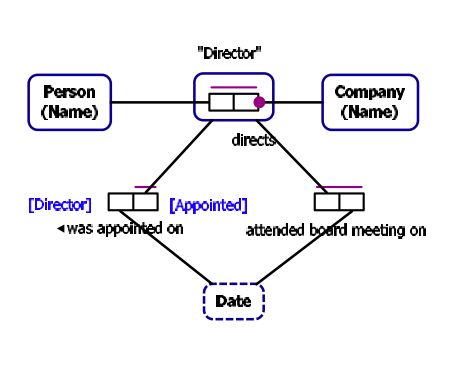 "Director"
Person
(Name)
Company
(Name)
directs
[Director]
[Appointed]
◄was appointed on
attended board meeting on
Date